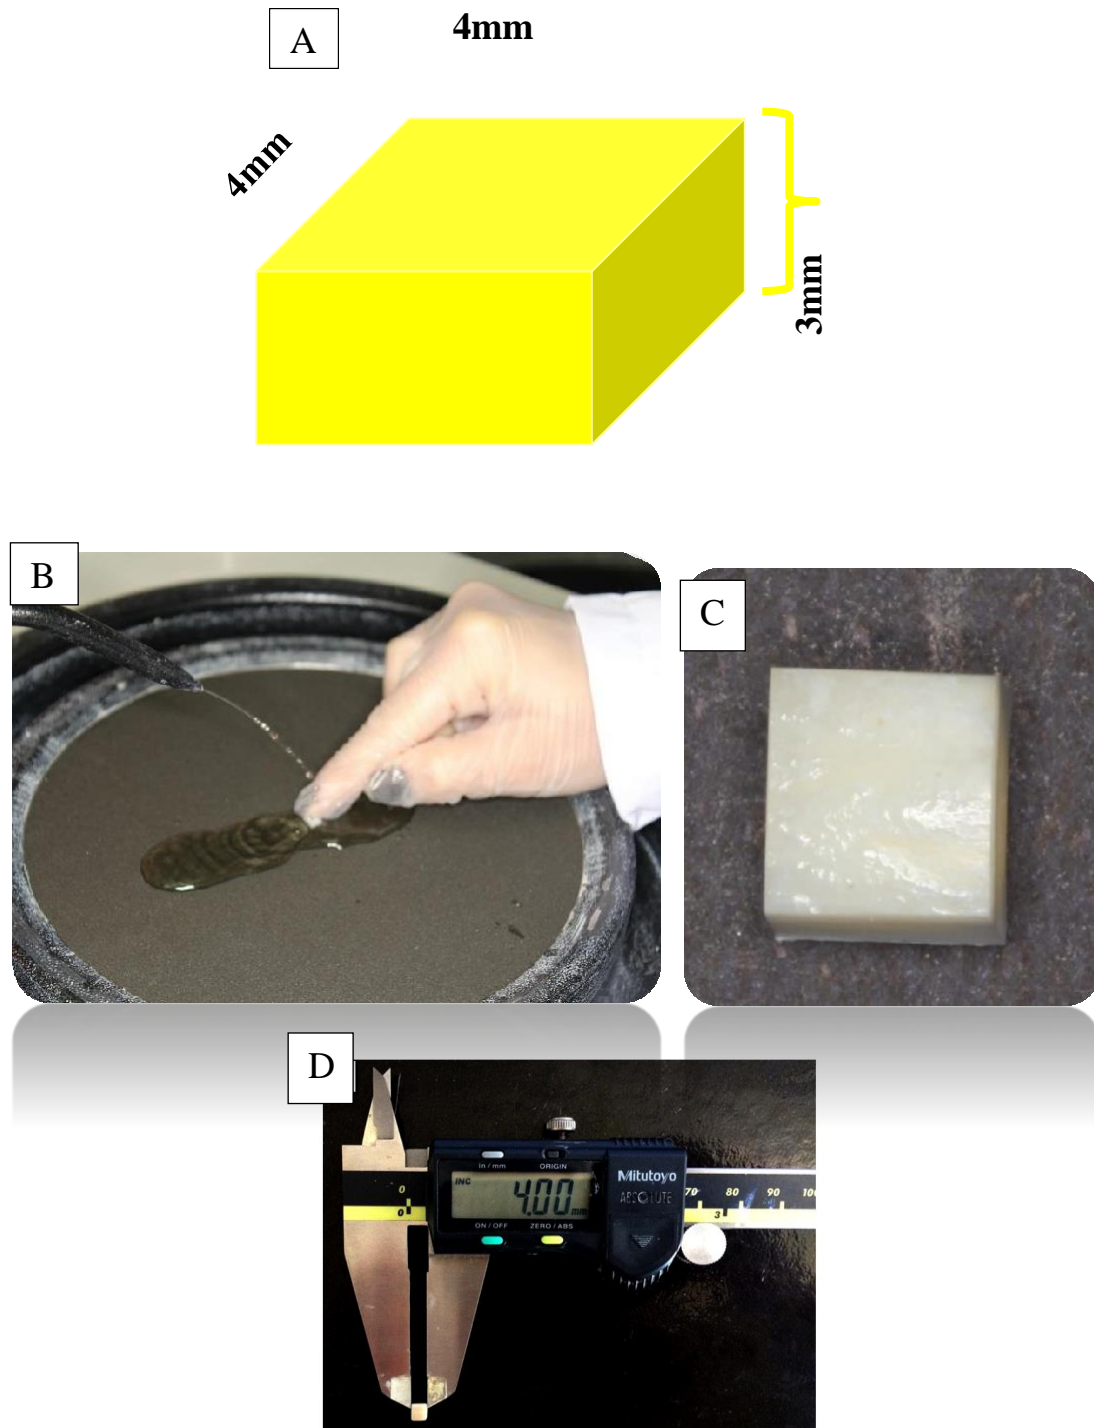 A
4mm
4mm
3mm
B
C
D
in / mm
ORIGIN
INC
4.00 mm
ON / OFF
ZERO / ABS
Mitutoyo
ABSOLUTE
0
0
70 80 90 100
3